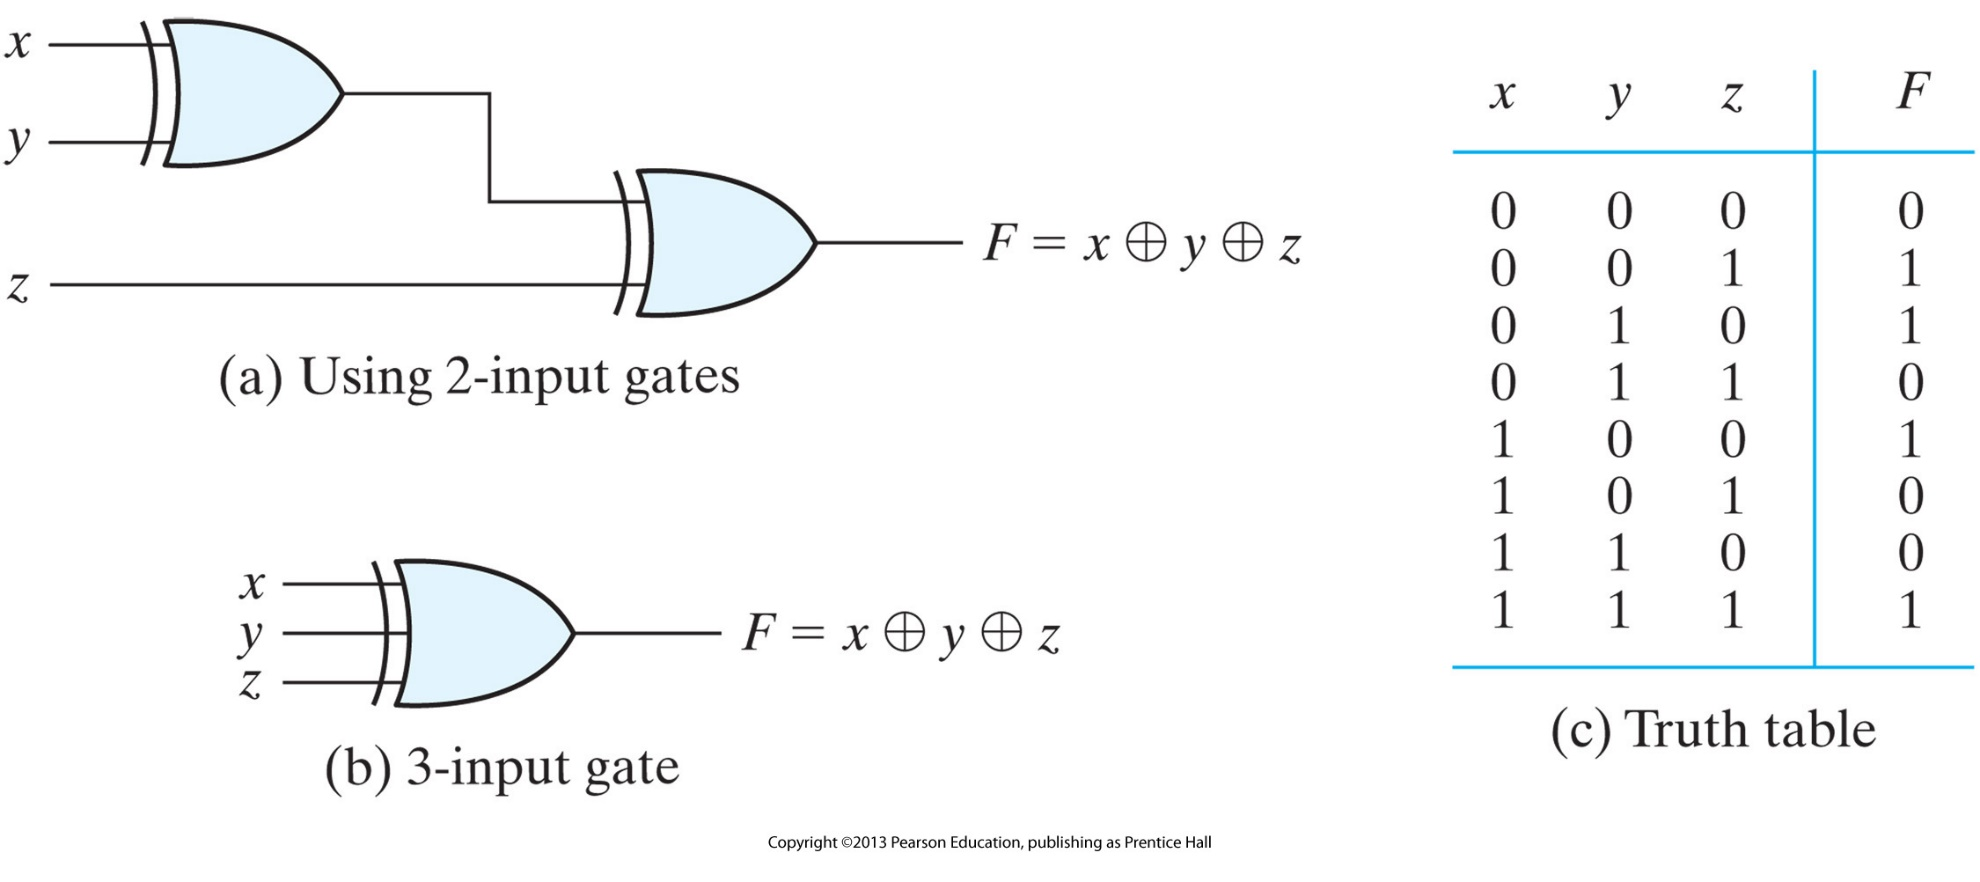 x
y
z
F = x ⊕ y ⊕ z
(a) Using 2-input gates
x
y
z
F = x ⊕ y ⊕ z
(b) 3-input gate
x y z F
0 0 0 0
0 0 1 1
0 1 0 1
0 1 1 0
1 0 0 1
1 0 1 0
1 1 0 0
1 1 1 1
(c) Truth table
Copyright ©2013 Pearson Education, publishing as Prentice Hall